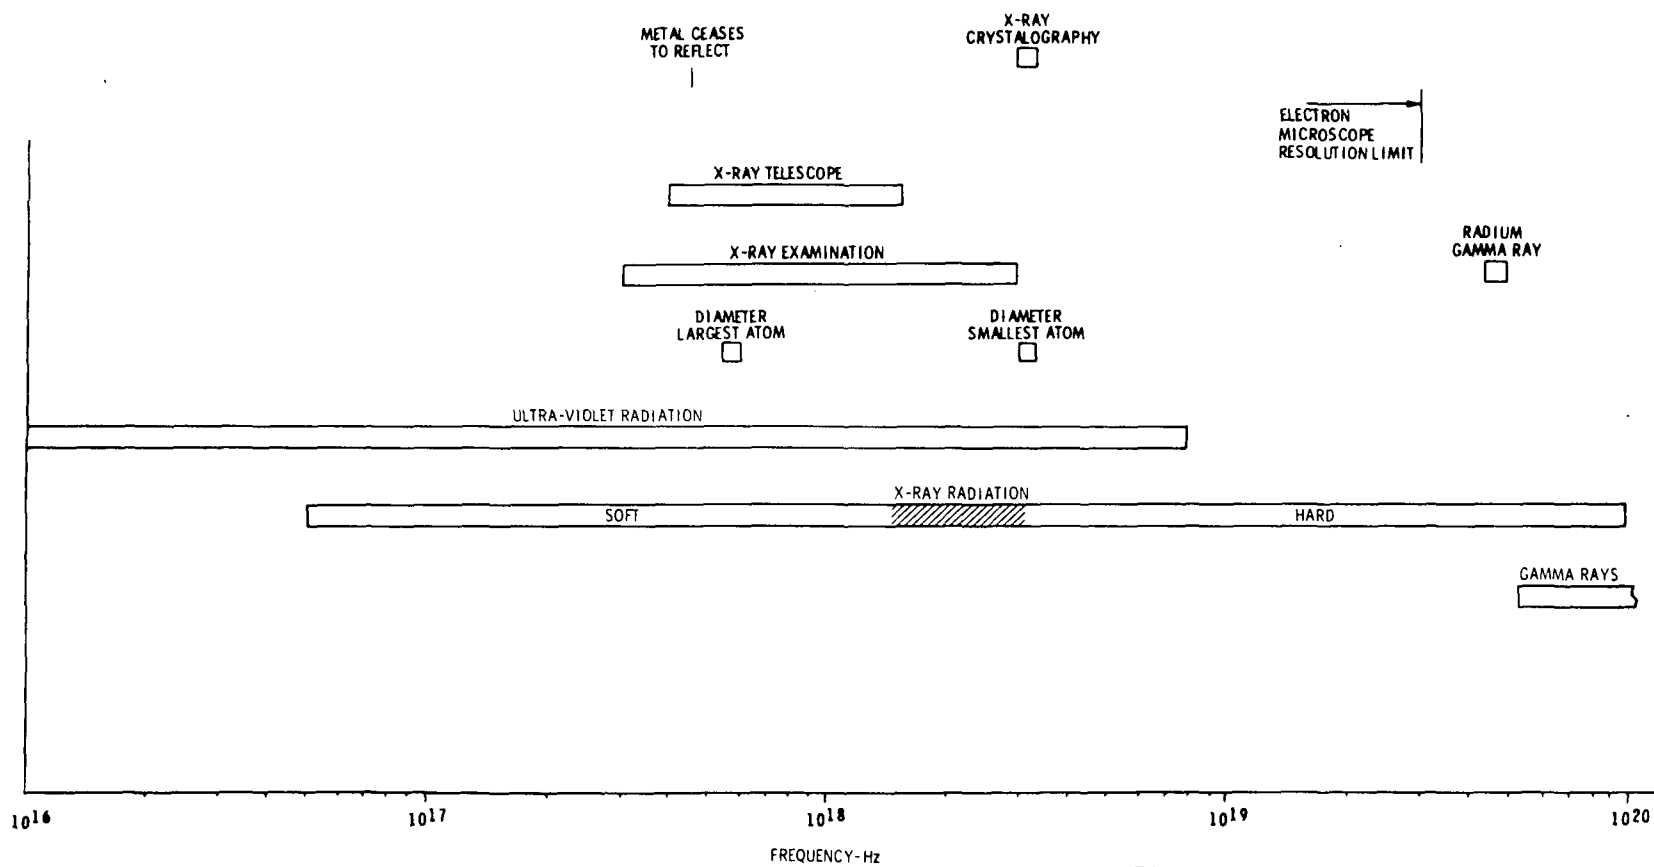 METAL CEASES
TO REFLECT
X-RAY
CRYSTALOGRAPHY
ELECTRON
MICROSCOPE
RESOLUTION LIMIT
X-RAY TELESCOPE
X-RAY EXAMINATION
RADIUM
GAMMA RAY
DIAMETER
LARGEST ATOM
DIAMETER
SMALLEST ATOM
ULTRA-VIOLET RADIATION
X-RAY RADIATION
SOFT
HARD
GAMMA RAYS
10¹⁶ 10¹⁷ 10¹⁸ 10¹⁹ 10²⁰
FREQUENCY-Hz